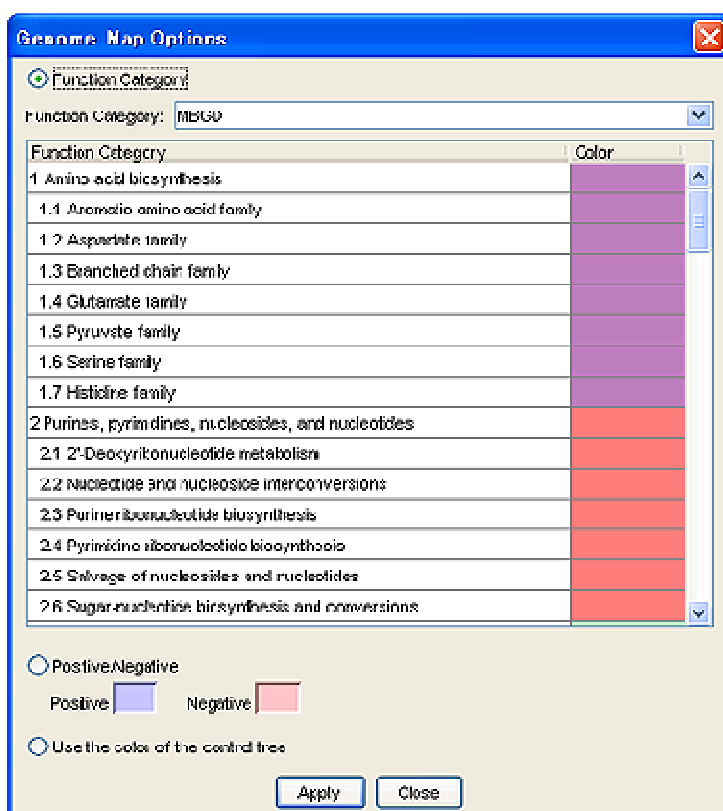 Genome Map Options
Function Category
Function Category: MBGD
Function Category Color
1 Amino acid biosynthesis
1.1 Aromatic amino acid family
1.2 Aspartate family
1.3 Branched chain family
1.4 Glutamate family
1.5 Pyruvate family
1.6 Serine family
1.7 Histidine family
2 Purines, pyrimidines, nucleosides, and nucleotides
2.1 2'-Deoxyribonucleotide metabolism
2.2 Nucleotide and nucleoside interconversions
2.3 Purine ribonucleotide biosynthesis
2.4 Pyrimidine ribonucleotide biosynthesis
2.5 Salvage of nucleosides and nucleotides
2.6 Sugar-nucleotide biosynthesis and conversions
Positive/Negative
Positive Negative
Use the color of the control tree
Apply Close